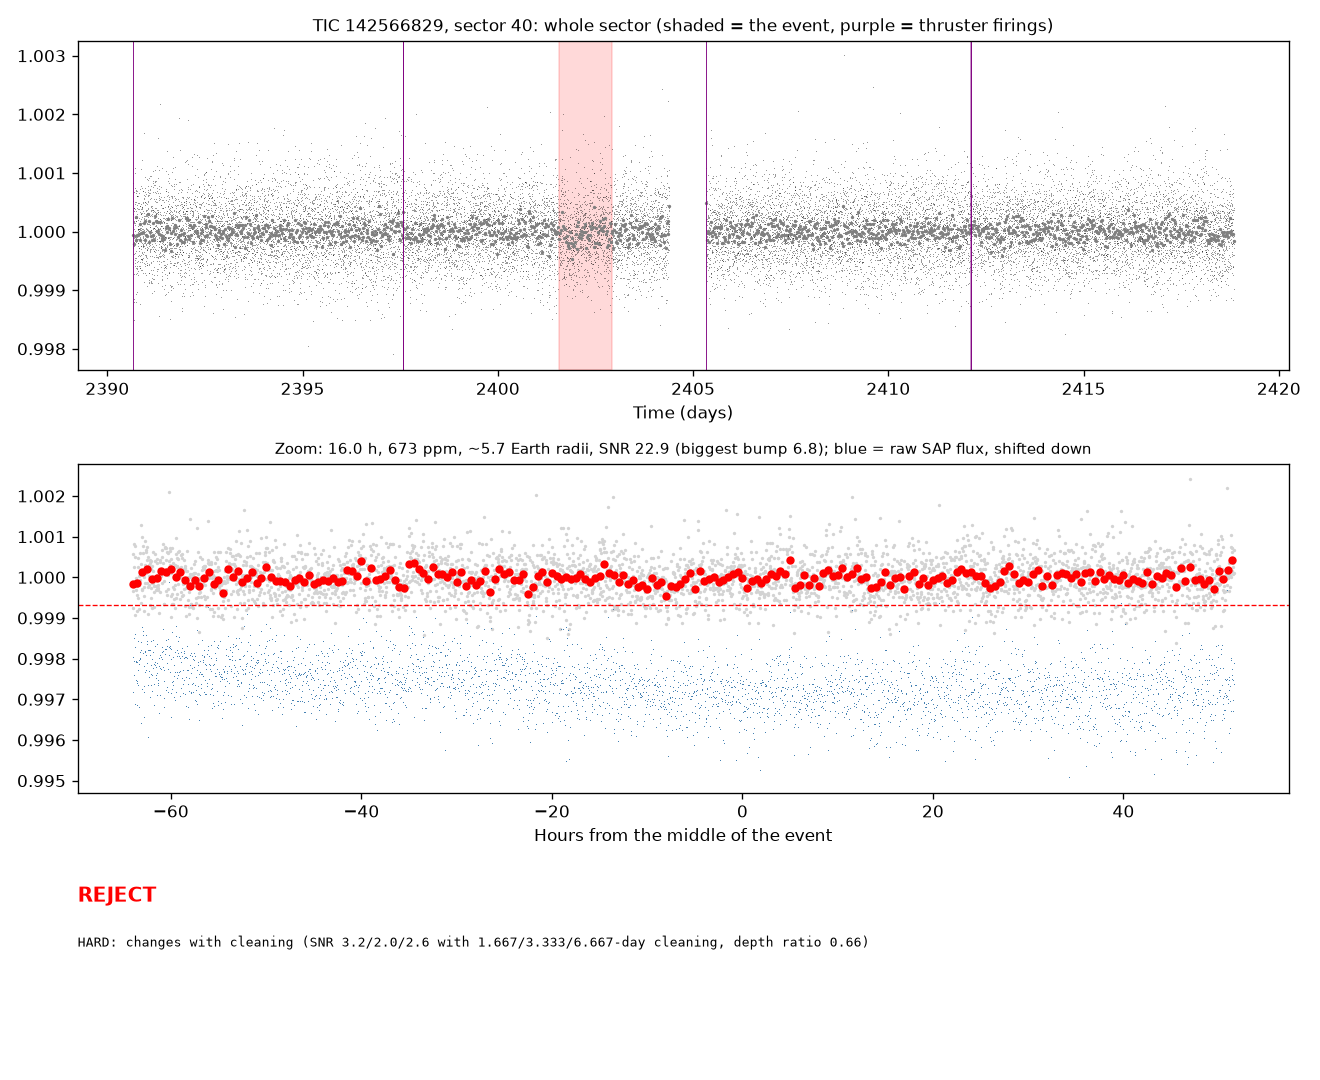 TIC 142566829, sector 40: whole sector (shaded = the event, purple = thruster firings)
1.003
1.002
1.001
1.000
0.999
0.998
2390 2395 2400 2405 2410 2415 2420
Time (days)
Zoom: 16.0 h, 673 ppm, ~5.7 Earth radii, SNR 22.9 (biggest bump 6.8); blue = raw SAP flux, shifted down
1.002
1.001
1.000
0.999
0.998
0.997
0.996
0.995
−60 −40 −20 0 20 40
Hours from the middle of the event
REJECT
HARD: changes with cleaning (SNR 3.2/2.0/2.6 with 1.667/3.333/6.667-day cleaning, depth ratio 0.66)